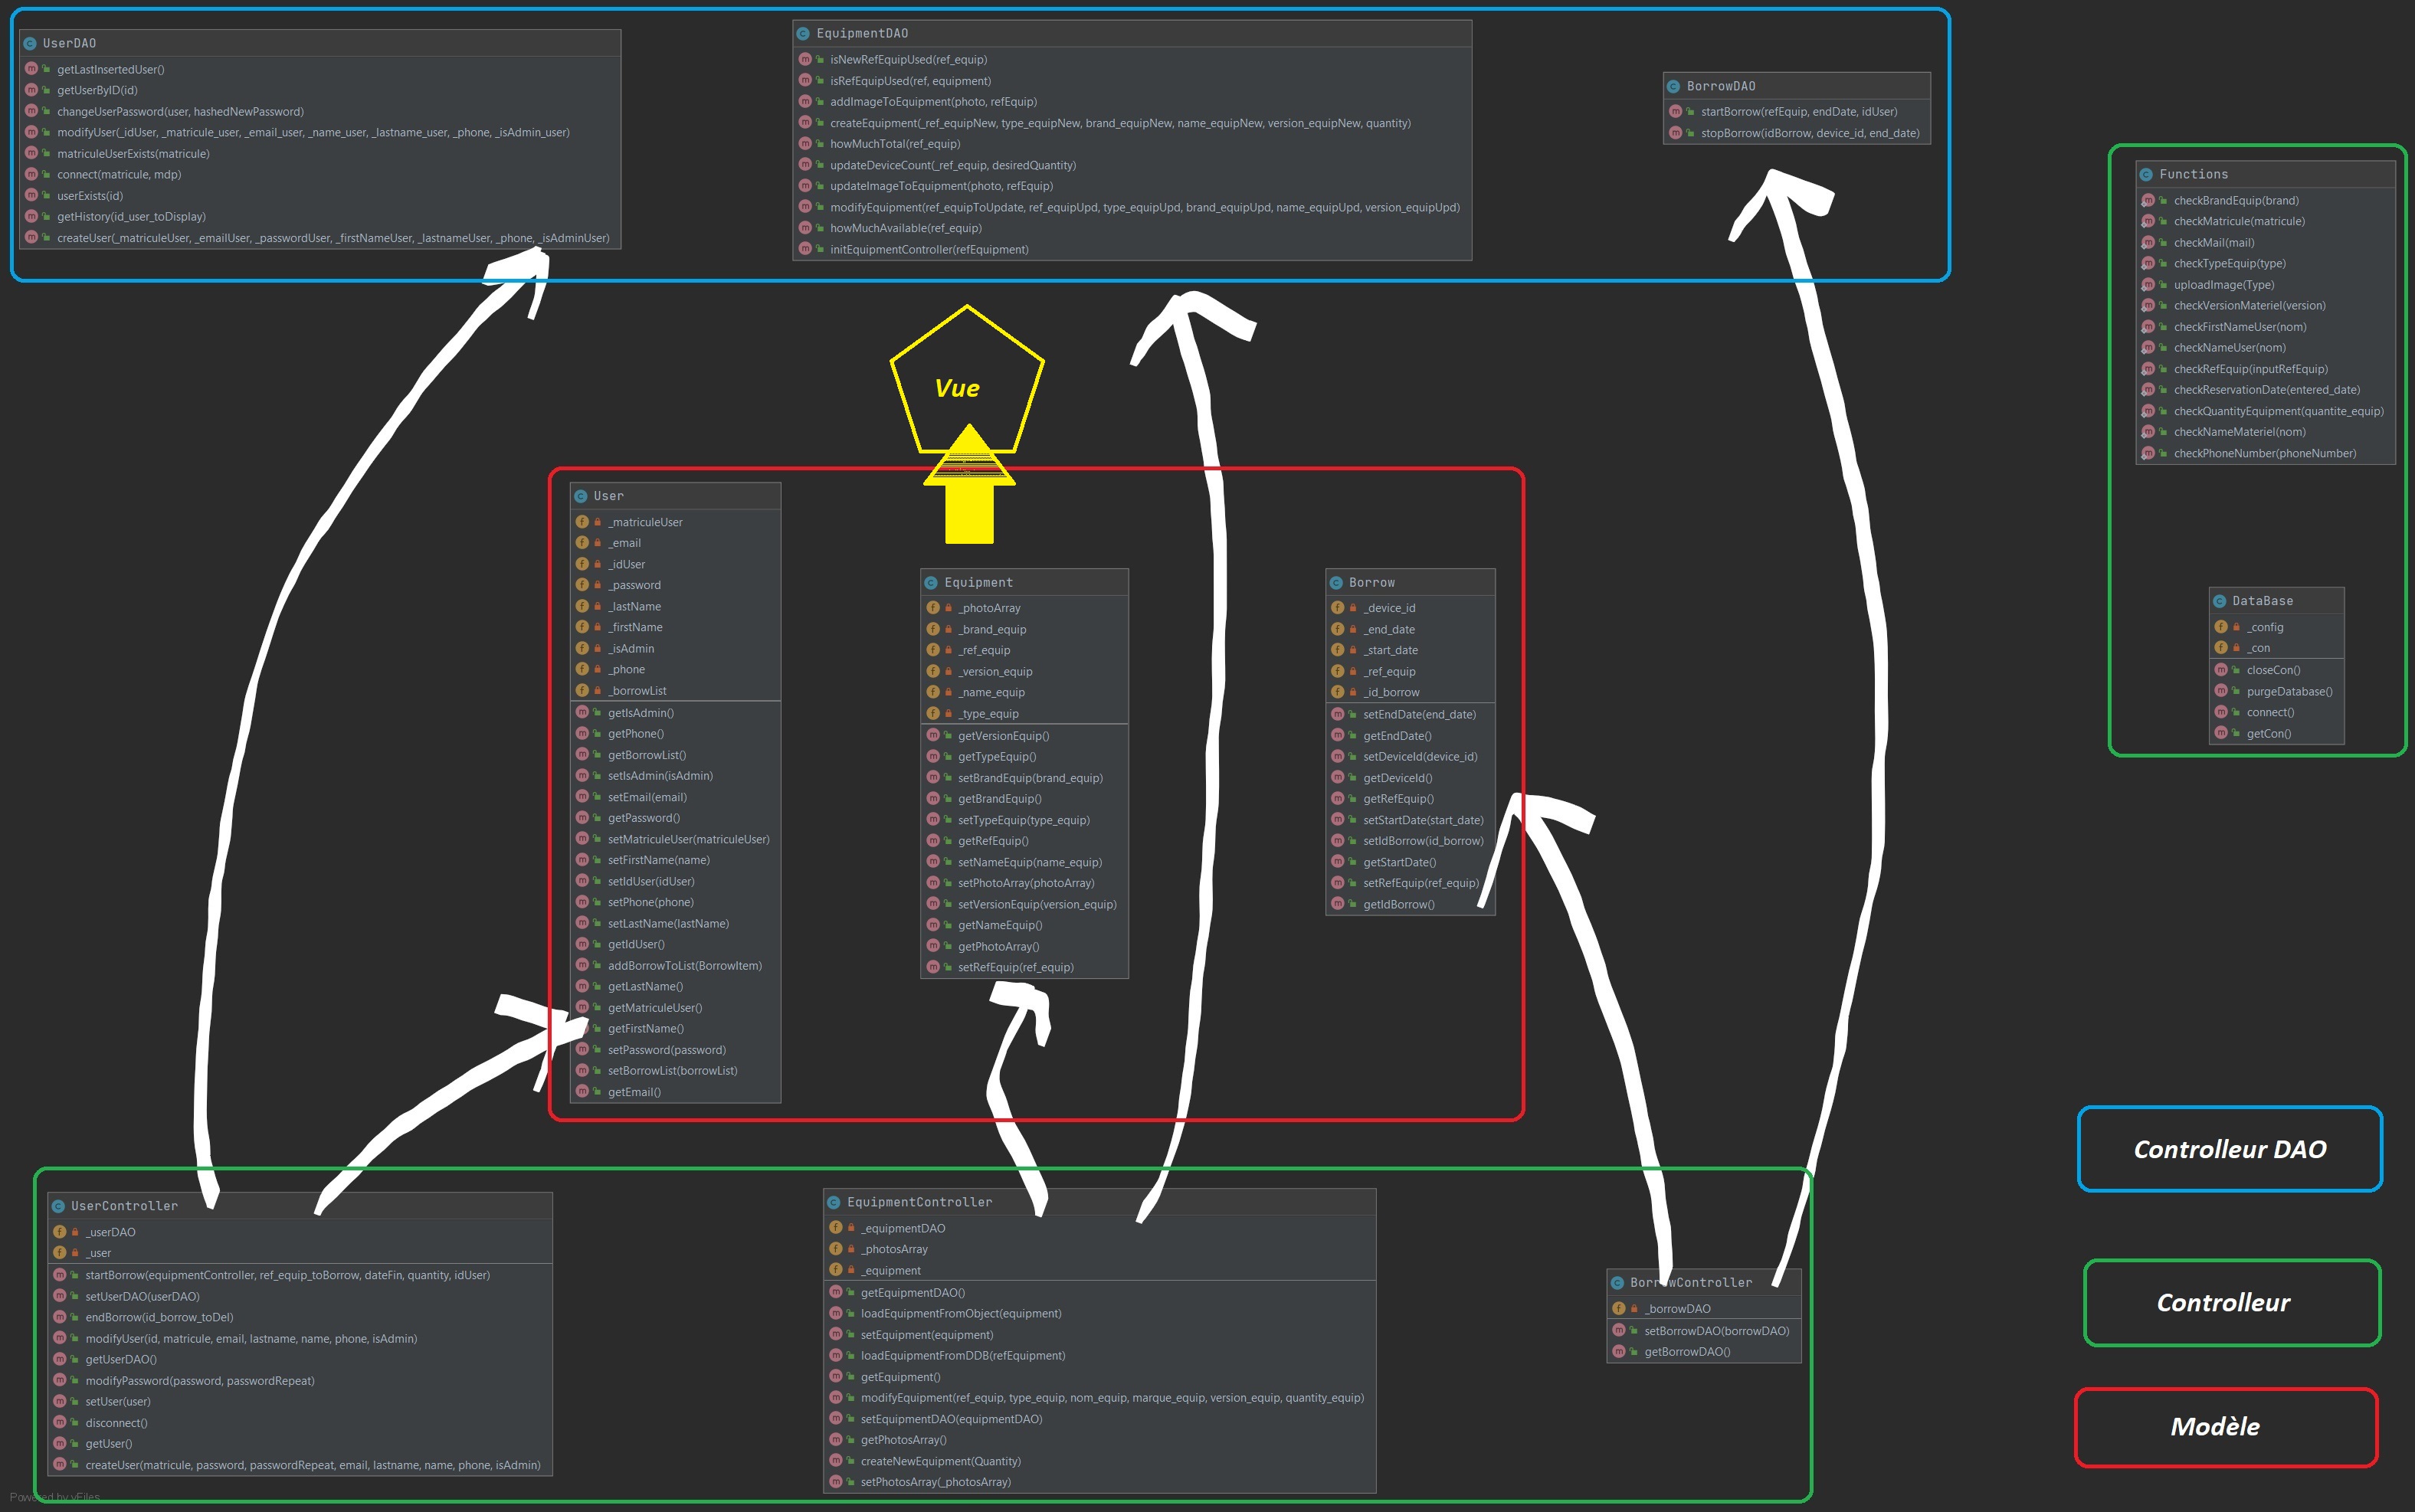 UserDAO
getLastInsertedUser()
getUserByID(id)
changeUserPassword(user, hashedNewPassword)
modifyUser(_idUser, _matricule_user, _email_user, _name_user, _lastname_user, _phone, _isAdmin_user)
matriculeUserExists(matricule)
connect(matricule, mdp)
userExists(id)
getHistory(id_user_toDisplay)
createUser(_matriculeUser, _emailUser, _passwordUser, _firstNameUser, _lastnameUser, _phone, _isAdminUser)
EquipmentDAO
isNewRefEquipUsed(ref_equip)
isRefEquipUsed(ref, equipment)
addImageToEquipment(photo, refEquip)
createEquipment(_ref_equipNew, type_equipNew, brand_equipNew, name_equipNew, version_equipNew, quantity)
howMuchTotal(ref_equip)
updateDeviceCount(_ref_equip, desiredQuantity)
updateImageToEquipment(photo, refEquip)
modifyEquipment(ref_equipToUpdate, ref_equipUpd, type_equipUpd, brand_equipUpd, name_equipUpd, version_equipUpd)
howMuchAvailable(ref_equip)
initEquipmentController(refEquipment)
BorrowDAO
startBorrow(refEquip, endDate, idUser)
stopBorrow(idBorrow, device_id, end_date)
Functions
checkBrandEquip(brand)
checkMatricule(matricule)
checkMail(mail)
checkTypeEquip(type)
uploadImage(Type)
checkVersionMateriel(version)
checkFirstNameUser(nom)
checkNameUser(nom)
checkRefEquip(inputRefEquip)
checkReservationDate(entered_date)
checkQuantityEquipment(quantite_equip)
checkNameMateriel(nom)
checkPhoneNumber(phoneNumber)
Vue
User
_matriculeUser
_email
_idUser
_password
_lastName
_firstName
_isAdmin
_phone
_borrowList
getIsAdmin()
getPhone()
getBorrowList()
setIsAdmin(isAdmin)
setEmail(email)
getPassword()
setMatriculeUser(matriculeUser)
setFirstName(name)
setIdUser(idUser)
setPhone(phone)
setLastName(lastName)
getIdUser()
addBorrowToList(BorrowItem)
getLastName()
getMatriculeUser()
getFirstName()
setPassword(password)
setBorrowList(borrowList)
getEmail()
Equipment
_photoArray
_brand_equip
_ref_equip
_version_equip
_name_equip
_type_equip
getVersionEquip()
getTypeEquip()
setBrandEquip(brand_equip)
getBrandEquip()
setTypeEquip(type_equip)
getRefEquip()
setNameEquip(name_equip)
setPhotoArray(photoArray)
setVersionEquip(version_equip)
getNameEquip()
getPhotoArray()
setRefEquip(ref_equip)
Borrow
_device_id
_end_date
_start_date
_ref_equip
_id_borrow
setEndDate(end_date)
getEndDate()
setDeviceId(device_id)
getDeviceId()
getRefEquip()
setStartDate(start_date)
setIdBorrow(id_borrow)
getStartDate()
setRefEquip(ref_equip)
getIdBorrow()
DataBase
_config
_con
closeCon()
purgeDatabase()
connect()
getCon()
UserController
_userDAO
_user
startBorrow(equipmentController, ref_equip_toBorrow, dateFin, quantity, idUser)
setUserDAO(userDAO)
endBorrow(id_borrow_toDel)
modifyUser(id, matricule, email, lastname, name, phone, isAdmin)
getUserDAO()
modifyPassword(password, passwordRepeat)
setUser(user)
disconnect()
getUser()
createUser(matricule, password, passwordRepeat, email, lastname, name, phone, isAdmin)
EquipmentController
_equipmentDAO
_photosArray
_equipment
getEquipmentDAO()
loadEquipmentFromObject(equipment)
setEquipment(equipment)
loadEquipmentFromDDB(refEquipment)
getEquipment()
modifyEquipment(ref_equip, type_equip, nom_equip, marque_equip, version_equip, quantity_equip)
setEquipmentDAO(equipmentDAO)
getPhotosArray()
createNewEquipment(Quantity)
setPhotosArray(_photosArray)
BorrowController
_borrowDAO
setBorrowDAO(borrowDAO)
getBorrowDAO()
Controlleur DAO
Controlleur
Modèle
Powered by yFiles